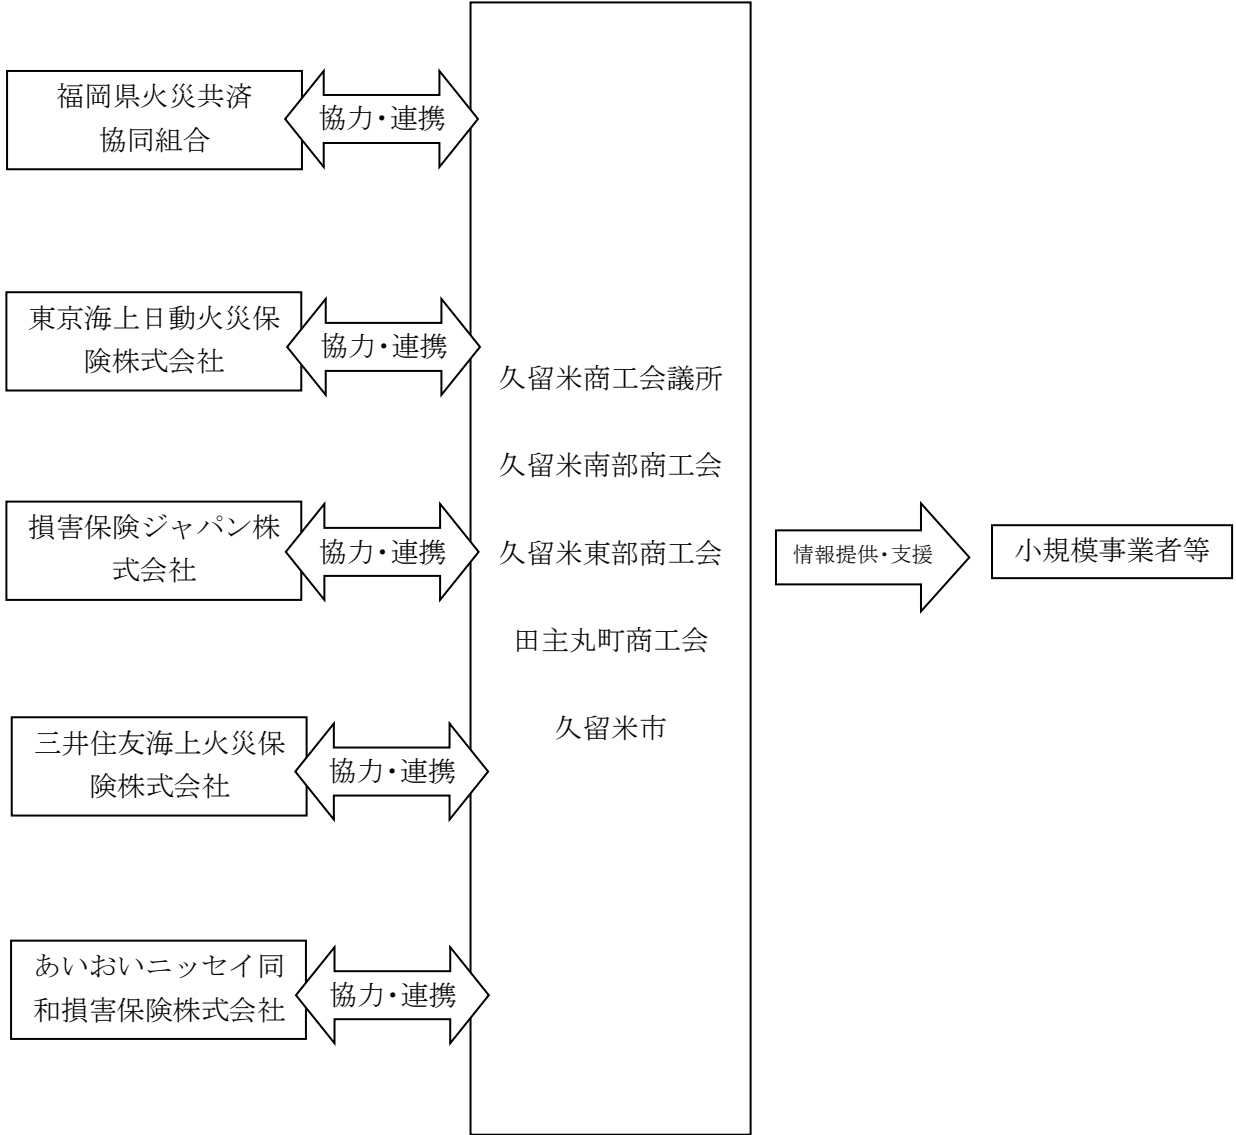 福岡県火災共済
協同組合
協力・連携
東京海上日動火災保
険株式会社
協力・連携
損害保険ジャパン株
式会社
協力・連携
三井住友海上火災保
険株式会社
協力・連携
あいおいニッセイ同
和損害保険株式会社
協力・連携
久留米商工会議所
久留米南部商工会
久留米東部商工会
田主丸町商工会
久留米市
情報提供・支援
小規模事業者等